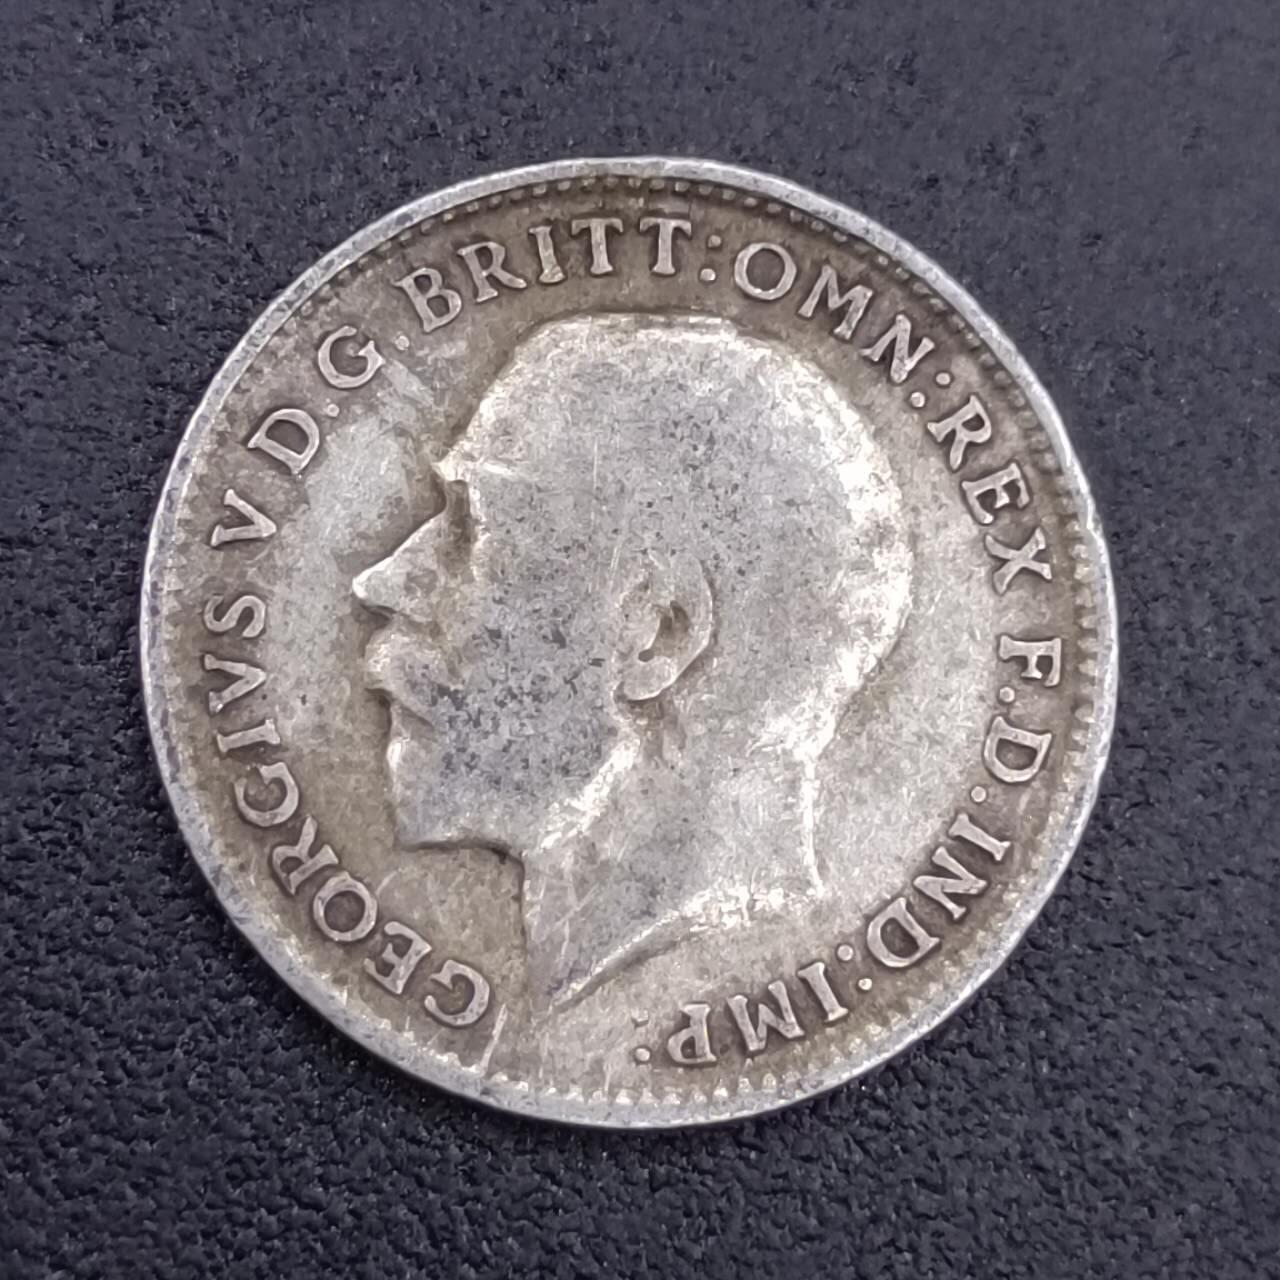 GEORGIVS V D.G. BRITT: OMN: REX F.D. IND: IMP: